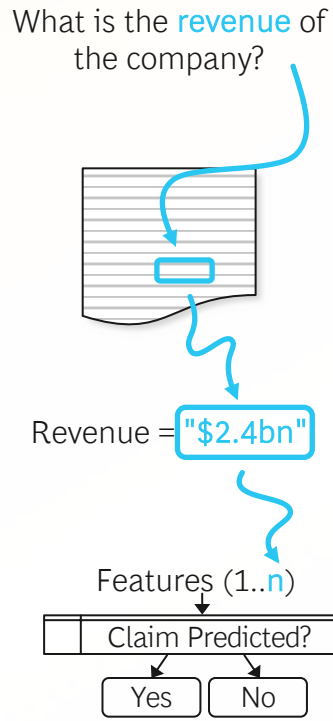 What is the revenue of
the company?
Revenue = "$2.4bn"
Features (1..n)
Claim Predicted?
Yes No